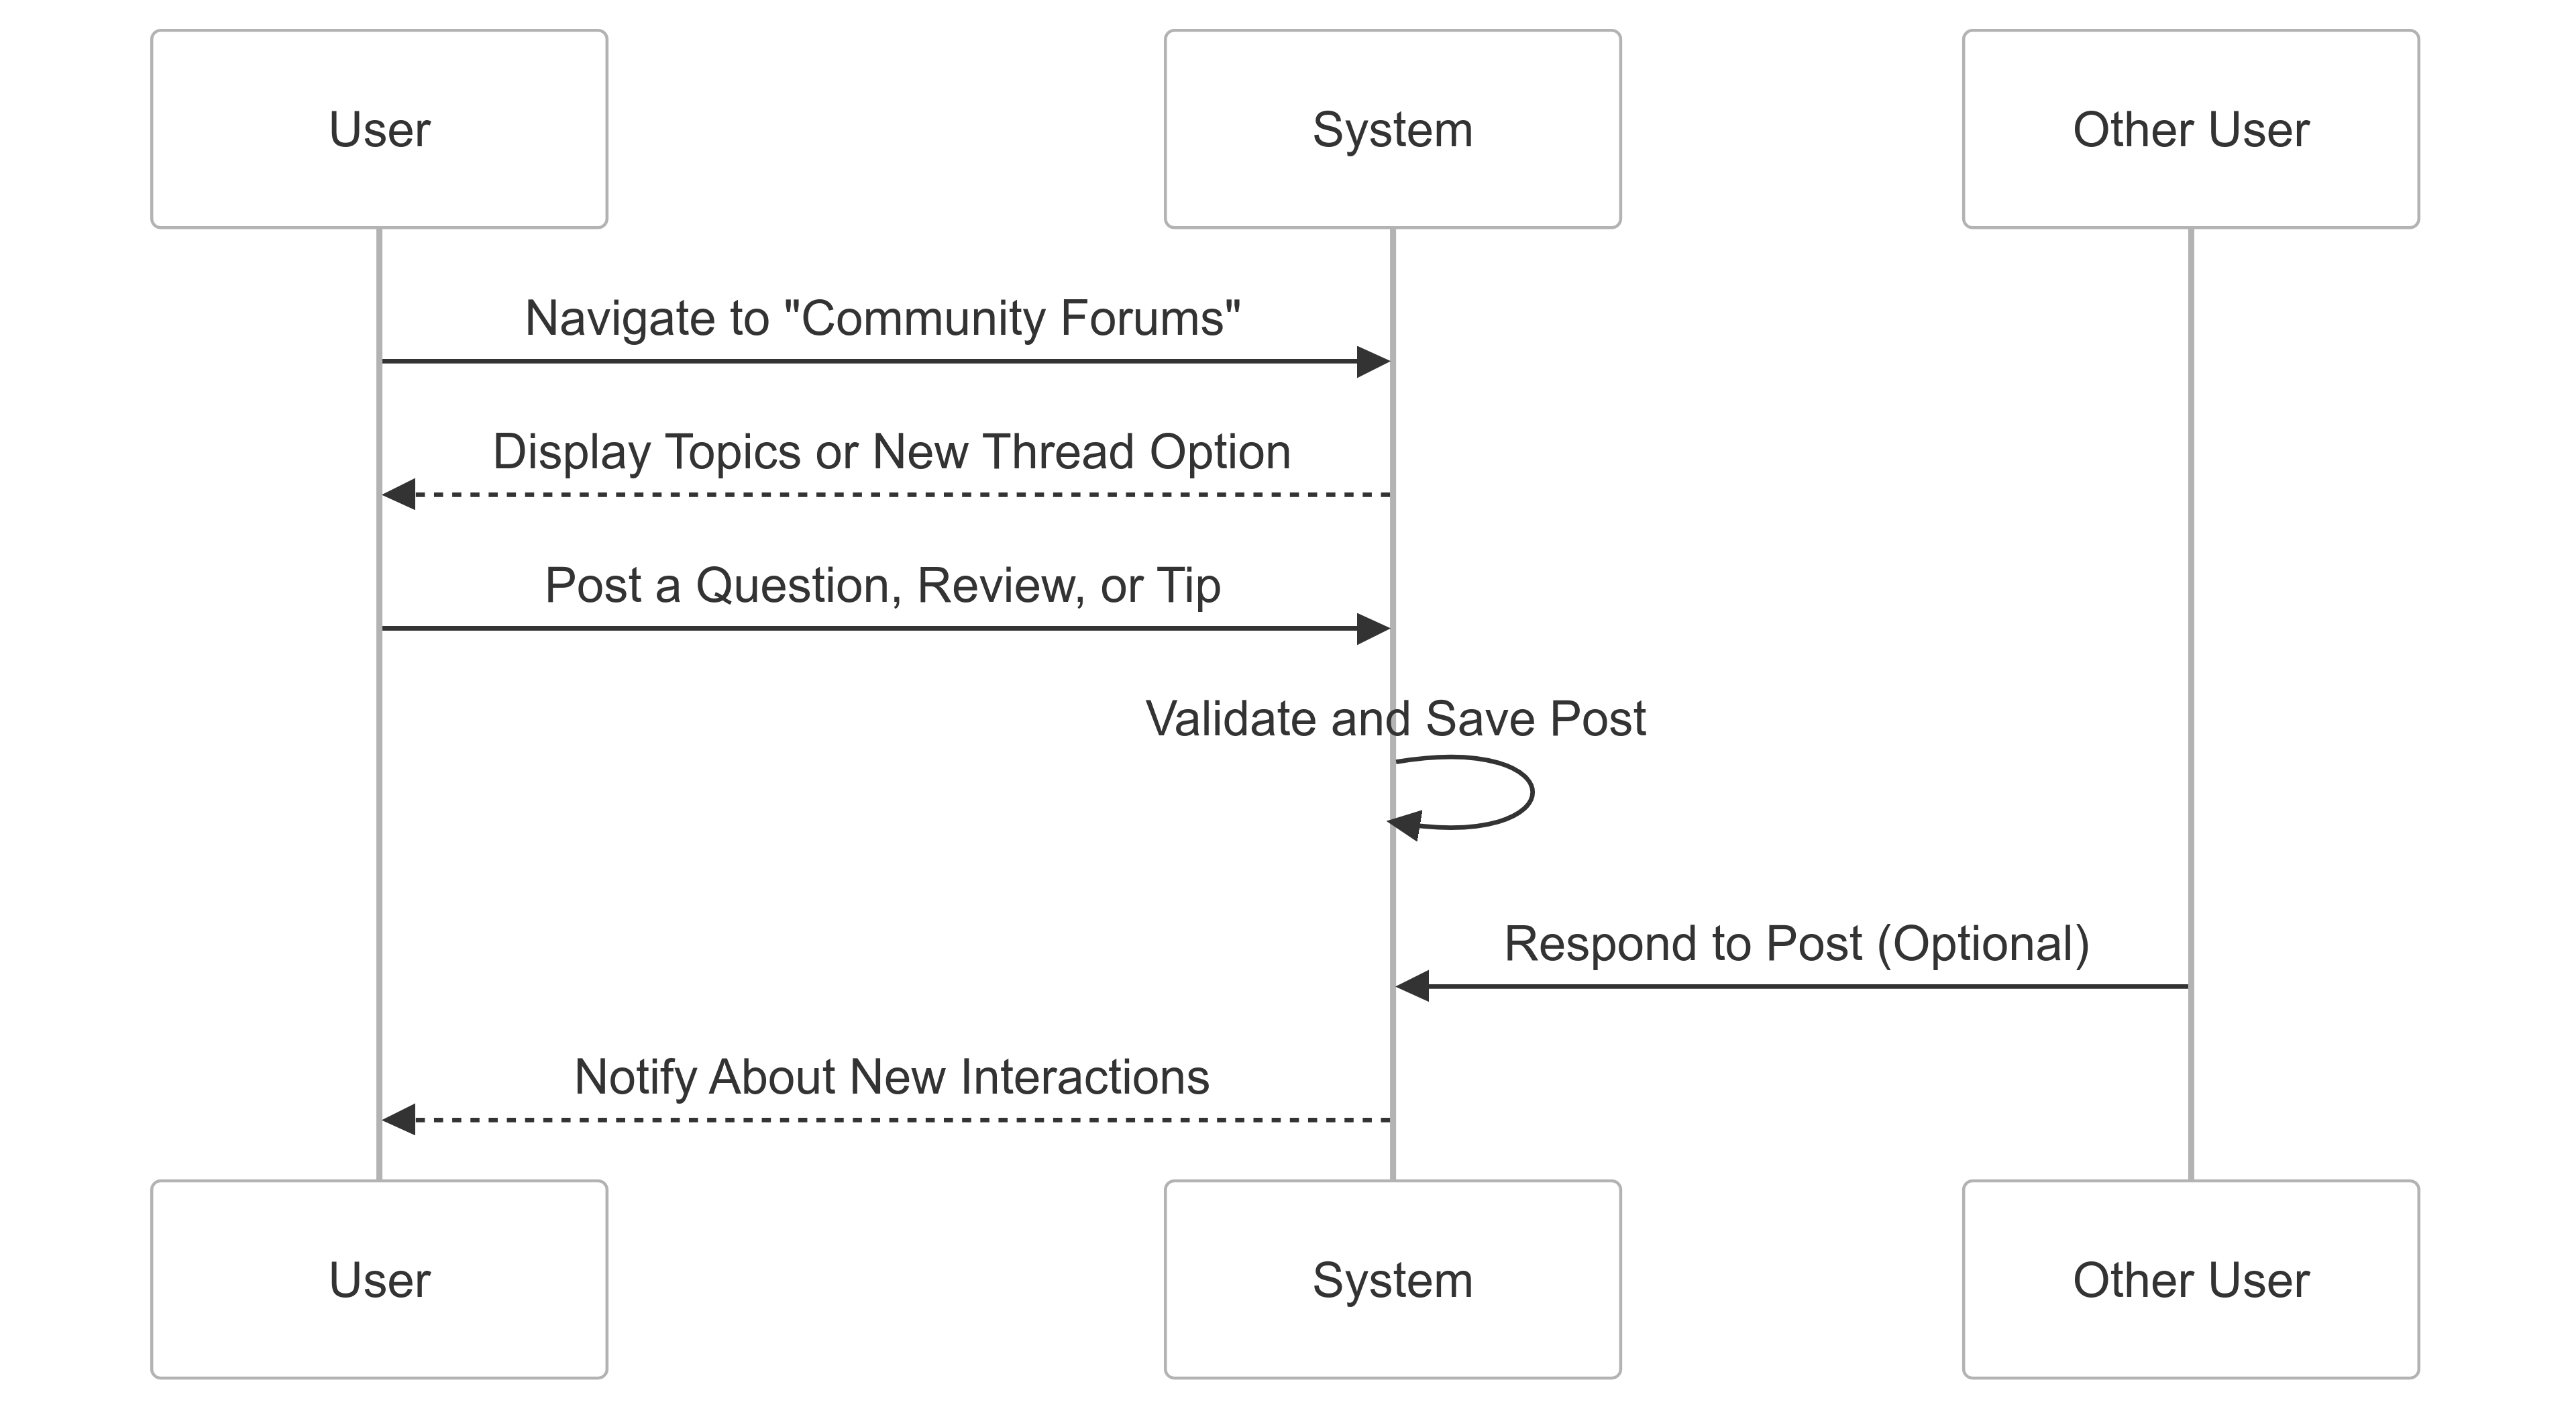 User
System
Other User
Navigate to "Community Forums"
Display Topics or New Thread Option
Post a Question, Review, or Tip
Validate and Save Post
Respond to Post (Optional)
Notify About New Interactions
User
System
Other User